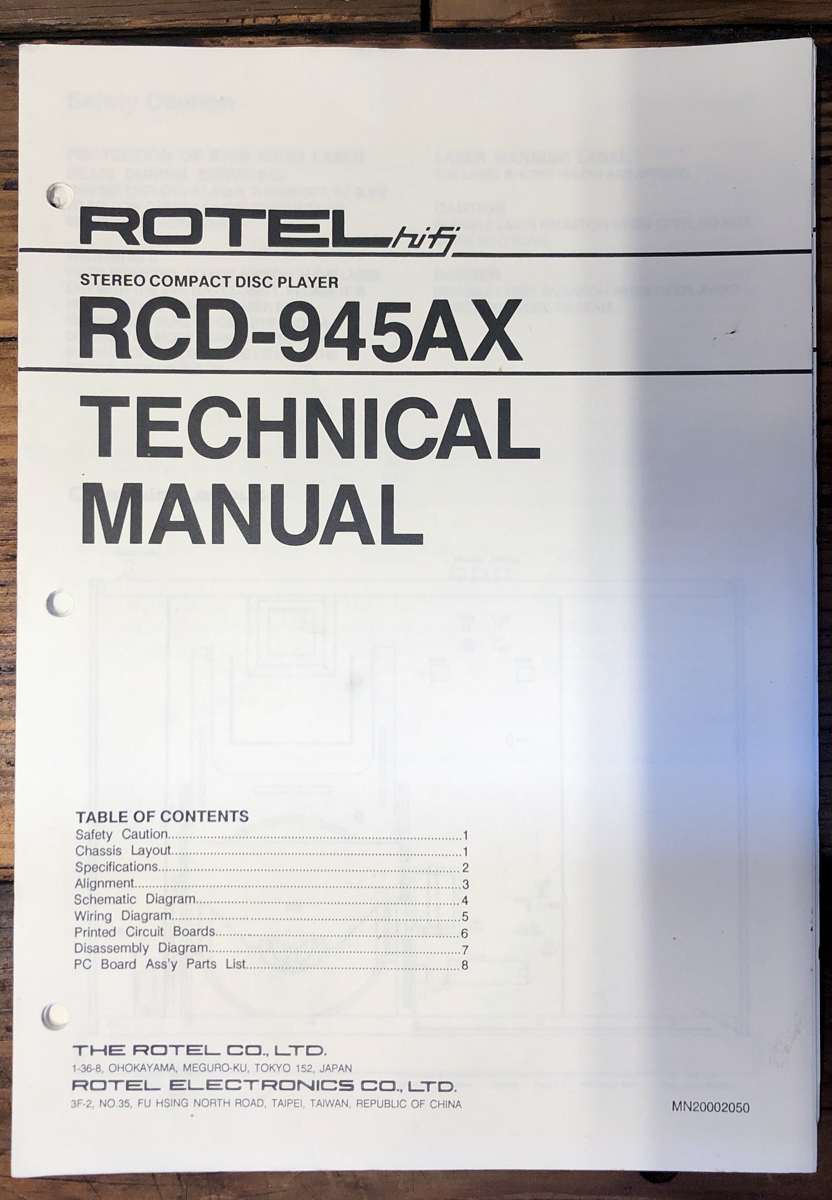 ROTEL hifi
STEREO COMPACT DISC PLAYER
RCD-945AX
TECHNICAL
MANUAL
TABLE OF CONTENTS
Safety Caution..........1
Chassis Layout..........1
Specifications..........2
Alignment..........3
Schematic Diagram..........4
Wiring Diagram..........5
Printed Circuit Boards..........6
Disassembly Diagram..........7
PC Board Ass'y Parts List..........8
THE ROTEL CO., LTD.
1-36-8, OHOKAYAMA, MEGURO-KU, TOKYO 152, JAPAN
ROTEL ELECTRONICS CO., LTD.
3F-2, NO.35, FU HSING NORTH ROAD, TAIPEI, TAIWAN, REPUBLIC OF CHINA
MN20002050